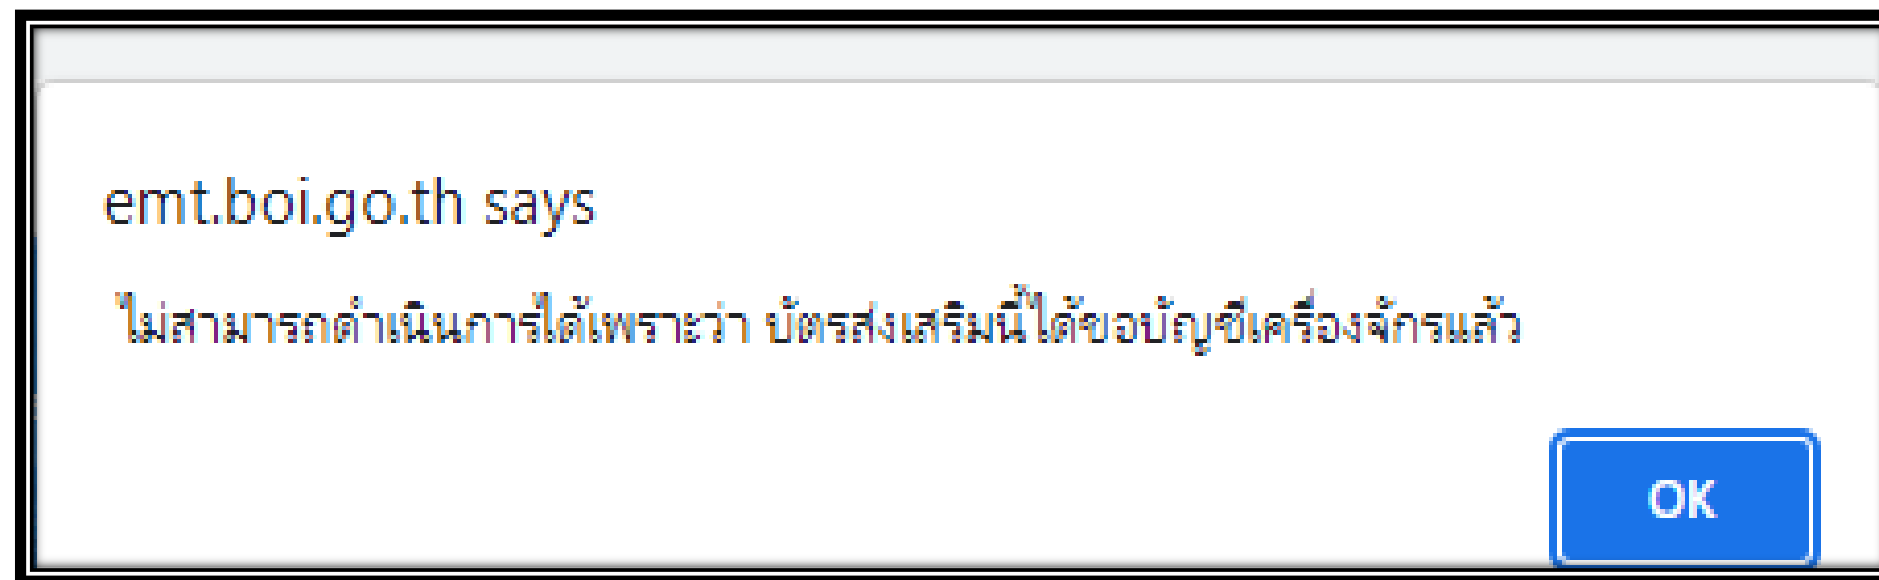 emt.boi.go.th says
ไม่สามารถดำเนินการได้เพราะว่า บัตรส่งเสริมนี้ได้ขอบัญชีเครื่องจักรแล้ว
OK